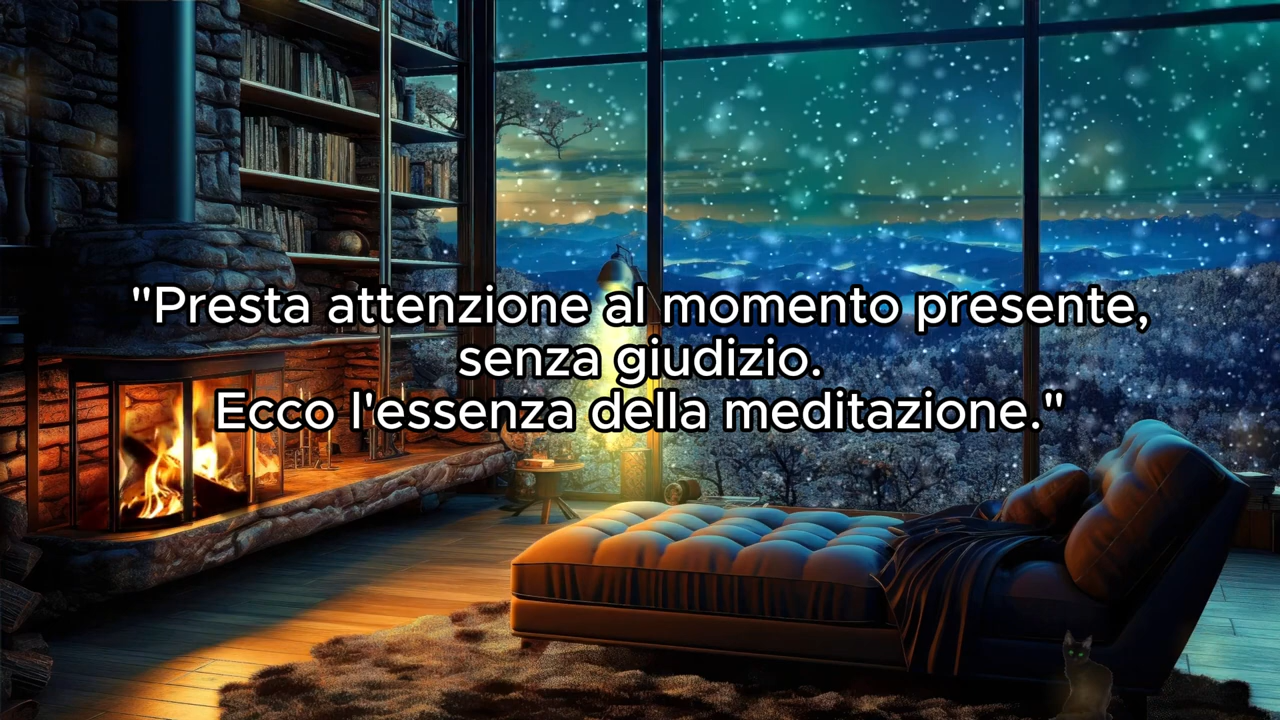 "Presta attenzione al momento presente,
senza giudizio.
Ecco l'essenza della meditazione."